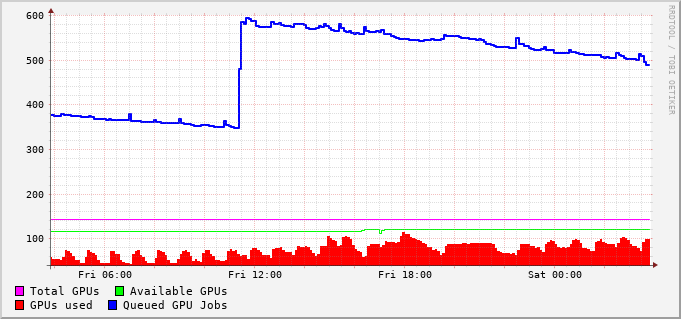 600
500
400
300
200
100
Fri 06:00 Fri 12:00 Fri 18:00 Sat 00:00
Total GPUs Available GPUs
GPUs used Queued GPU Jobs
RRDTOOL / TOBI OETIKER